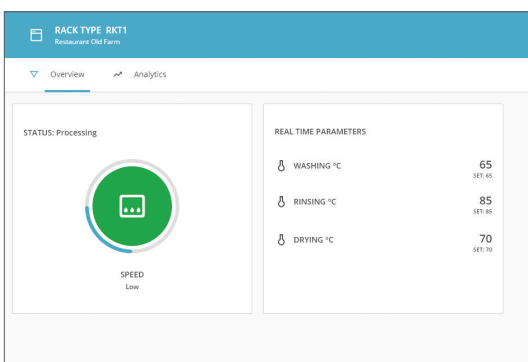 RACK TYPE RKT1
Restaurant Old Farm
Overview
Analytics
STATUS: Processing
SPEED
Low
REAL TIME PARAMETERS
WASHING °C 65
SET: 65
RINSING °C 85
SET: 85
DRYING °C 70
SET: 70